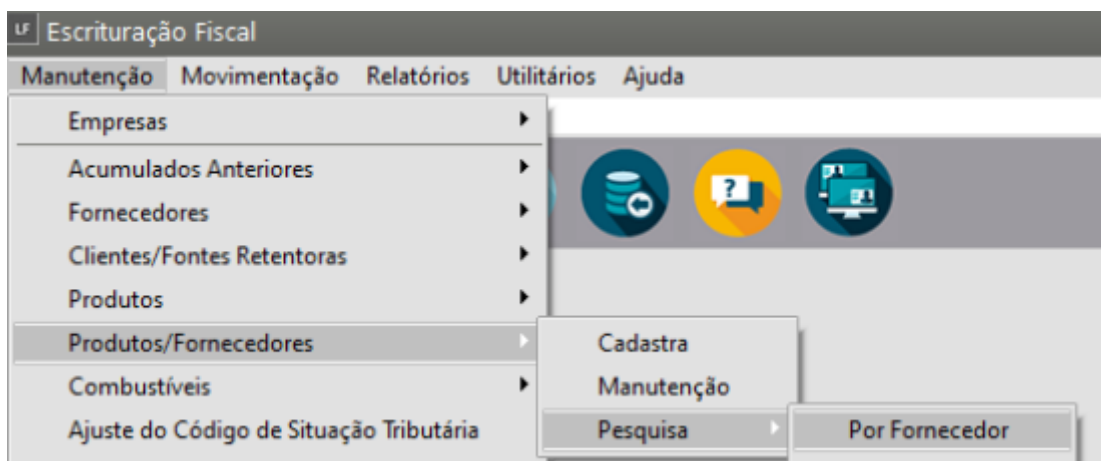 LF Escrituração Fiscal
Manutenção Movimentação Relatórios Utilitários Ajuda
Empresas
Acumulados Anteriores
Fornecedores
Clientes/Fontes Retentoras
Produtos
Produtos/Fornecedores
Combustíveis
Ajuste do Código de Situação Tributária
Cadastra
Manutenção
Pesquisa
Por Fornecedor
?